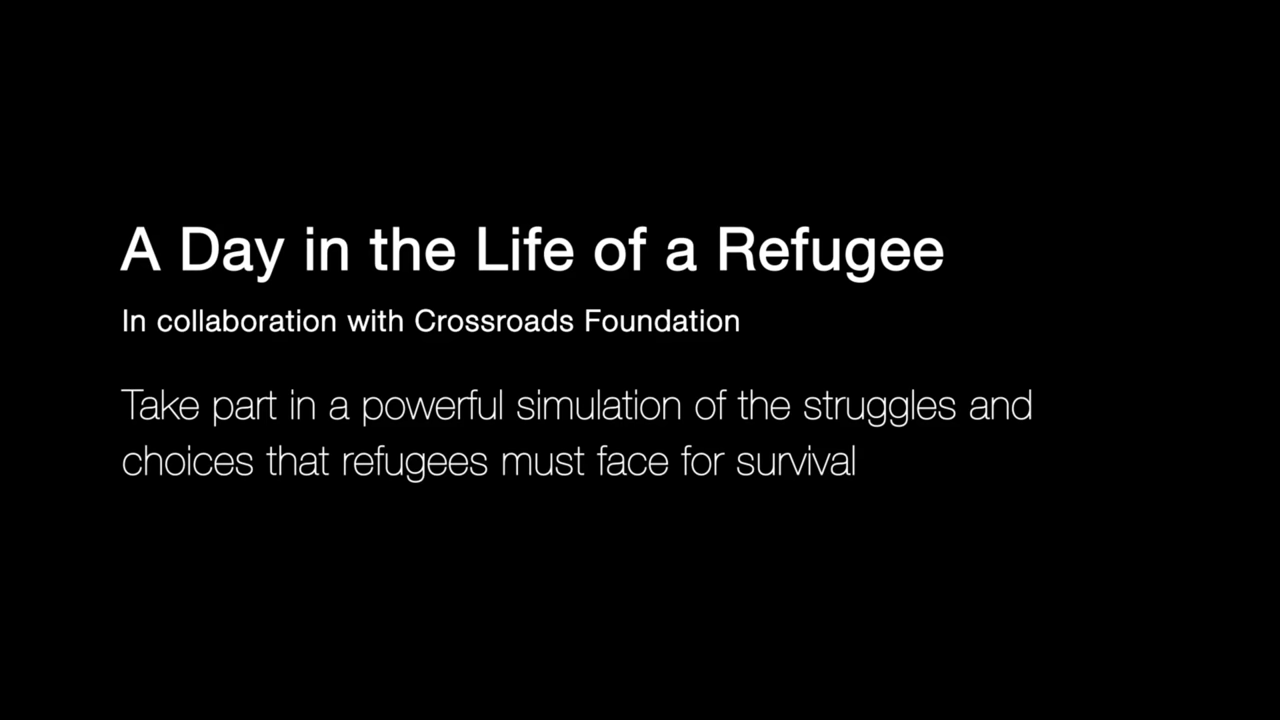 A Day in the Life of a Refugee
In collaboration with Crossroads Foundation
Take part in a powerful simulation of the struggles and
choices that refugees must face for survival